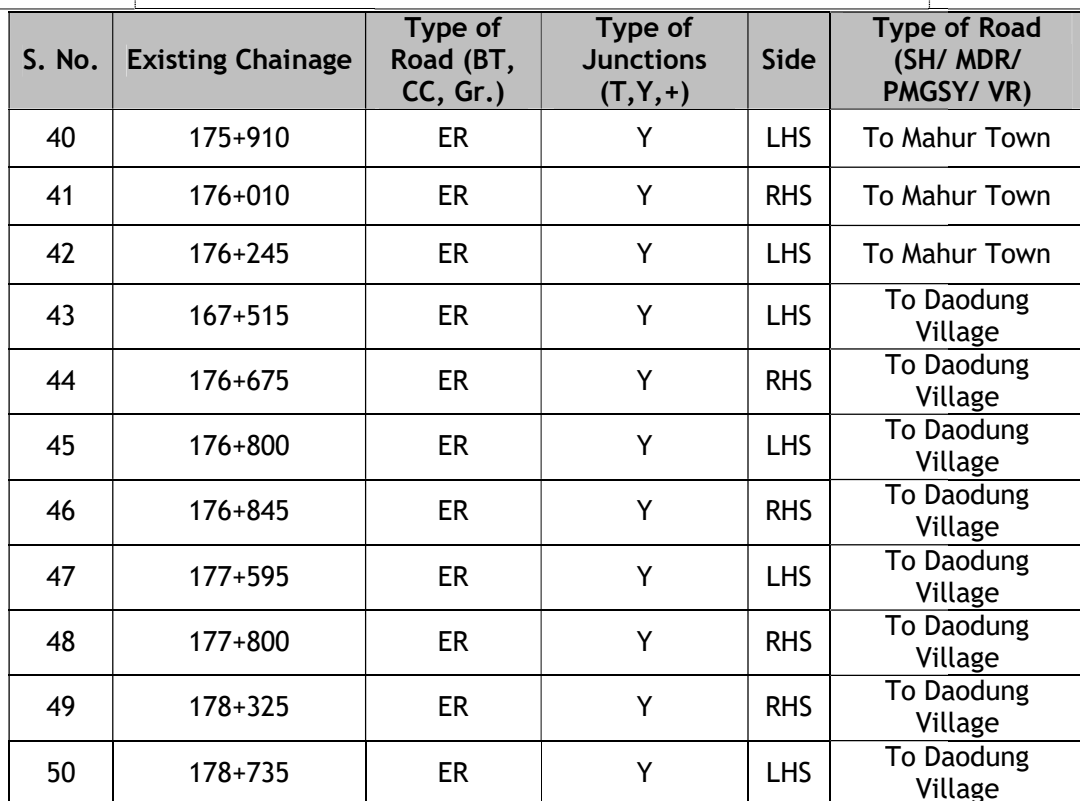 S. No. Existing Chainage Type of Road (BT, CC, Gr.) Type of Junctions (T,Y,+) Side Type of Road (SH/ MDR/ PMGSY/ VR)
40 175+910 ER Y LHS To Mahur Town
41 176+010 ER Y RHS To Mahur Town
42 176+245 ER Y LHS To Mahur Town
43 167+515 ER Y LHS To Daodung Village
44 176+675 ER Y RHS To Daodung Village
45 176+800 ER Y LHS To Daodung Village
46 176+845 ER Y RHS To Daodung Village
47 177+595 ER Y LHS To Daodung Village
48 177+800 ER Y RHS To Daodung Village
49 178+325 ER Y RHS To Daodung Village
50 178+735 ER Y LHS To Daodung Village